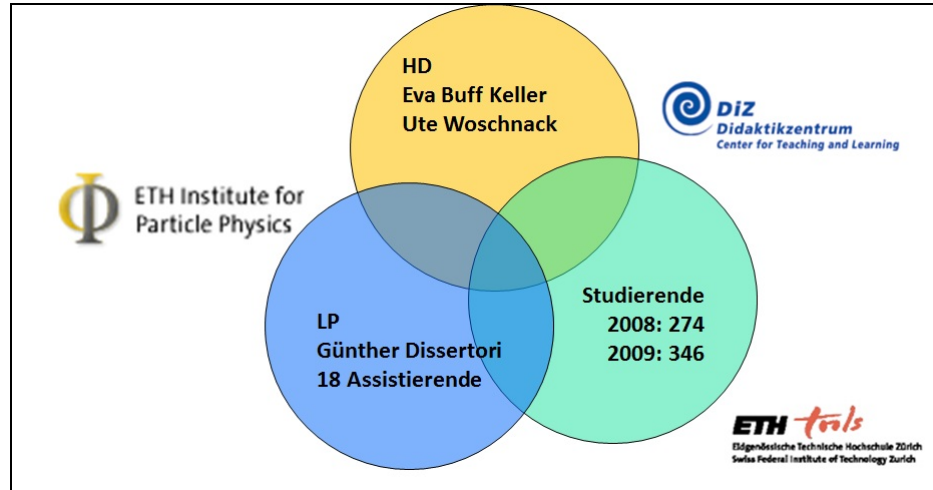 HD
Eva Buff Keller
Ute Woschnack
DiZ
Didaktikzentrum
Center for Teaching and Learning
ETH Institute for
Particle Physics
LP
Günther Dissertori
18 Assistierende
Studierende
2008: 274
2009: 346
ETH tools
Eidgenössische Technische Hochschule Zürich
Swiss Federal Institute of Technology Zurich